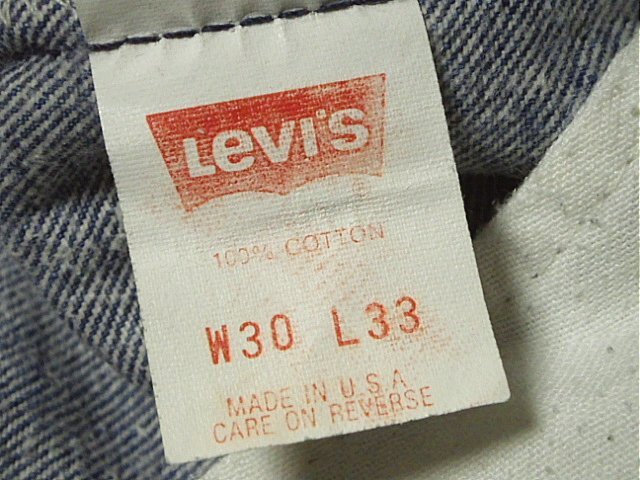 Levi's
®
100% COTTON
W30 L33
MADE IN U.S.A
CARE ON REVERSE